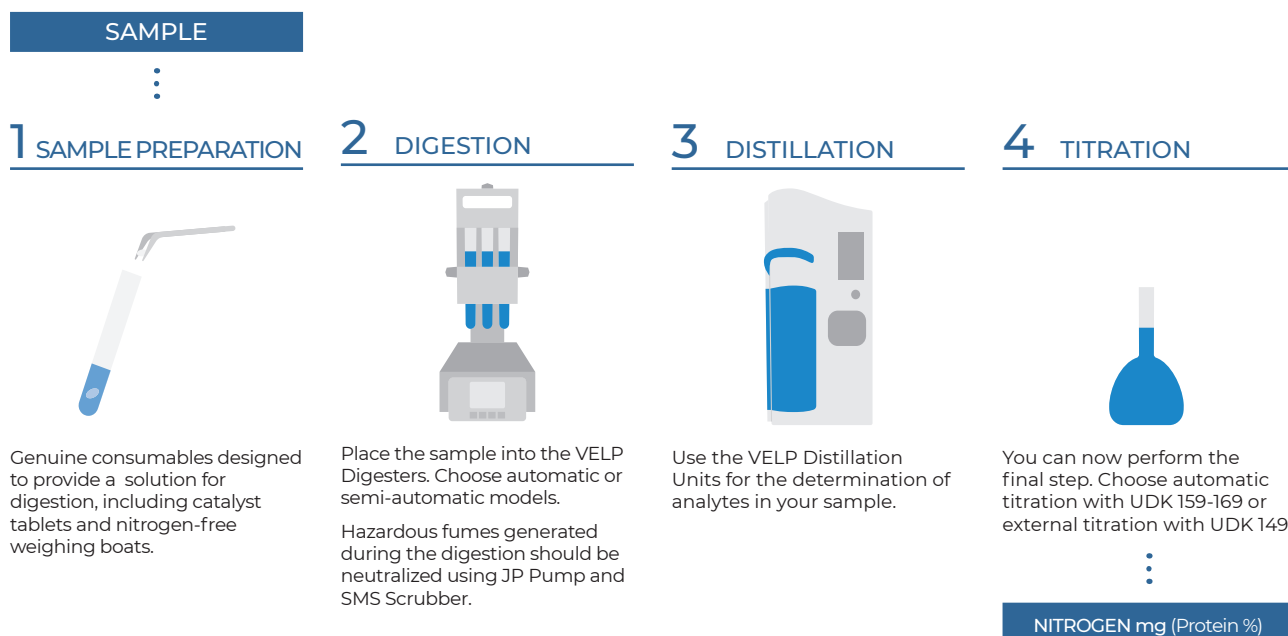 SAMPLE
1 SAMPLE PREPARATION
Genuine consumables designed
to provide a solution for
digestion, including catalyst
tablets and nitrogen-free
weighing boats.
2 DIGESTION
Place the sample into the VELP
Digesters. Choose automatic or
semi-automatic models.
Hazardous fumes generated
during the digestion should be
neutralized using JP Pump and
SMS Scrubber.
3 DISTILLATION
Use the VELP Distillation
Units for the determination of
analytes in your sample.
4 TITRATION
You can now perform the
final step. Choose automatic
titration with UDK 159-169 or
external titration with UDK 149
NITROGEN mg (Protein %)